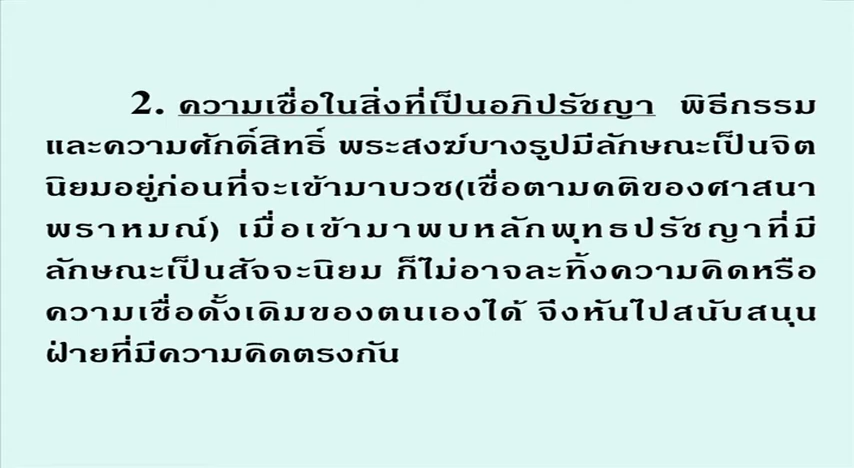 2. ความเชื่อในสิ่งที่เป็นอภิปรัชญา พิธีกรรม
และความศักดิ์สิทธิ์ พระสงฆ์บางรูปมีลักษณะเป็นจิต
นิยมอยู่ก่อนที่จะเข้ามาบวช(เชื่อตามคติของศาสนา
พราหมณ์) เมื่อเข้ามาพบหลักพุทธปรัชญาที่มี
ลักษณะเป็นสัจจะนิยม ก็ไม่อาจละทิ้งความคิดหรือ
ความเชื่อดั้งเดิมของตนเองได้ จึงหันไปสนับสนุน
ฝ่ายที่มีความคิดตรงกัน